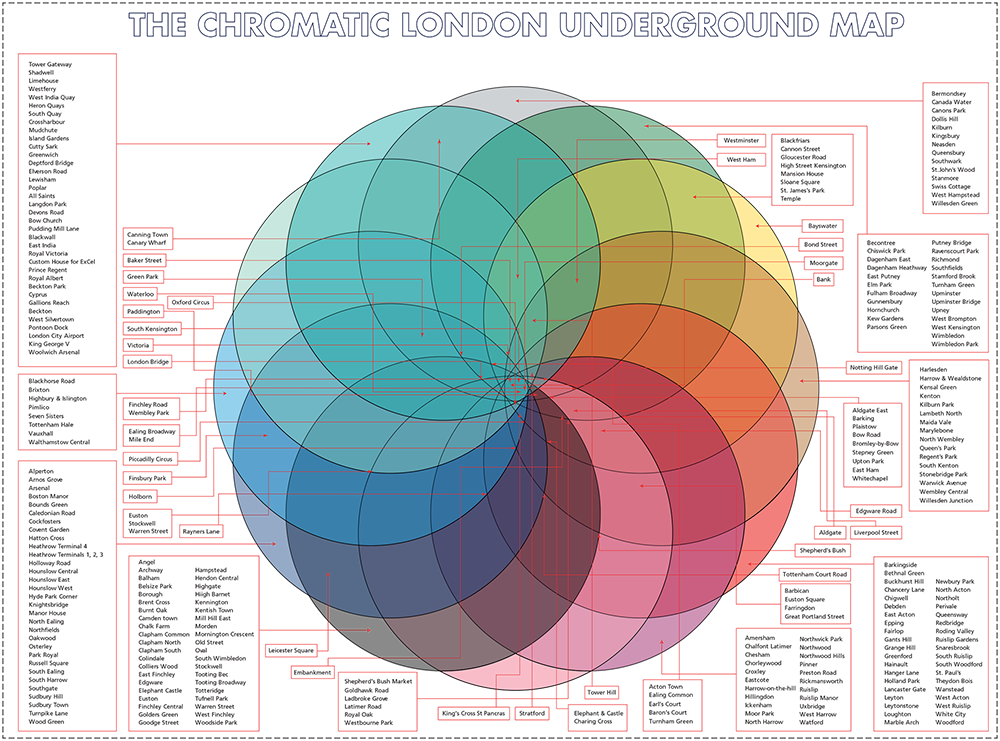 THE CHROMATIC LONDON UNDERGROUND MAP
Tower Gateway
Shadwell
Limehouse
Westferry
West India Quay
Heron Quays
South Quay
Crossharbour
Mudchute
Island Gardens
Cutty Sark
Greenwich
Deptford Bridge
Elverson Road
Lewisham
Poplar
All Saints
Langdon Park
Devons Road
Bow Church
Pudding Mill Lane
Blackwall
East India
Royal Victoria
Custom House for ExCel
Prince Regent
Royal Albert
Beckton Park
Cyprus
Gallions Reach
Beckton
West Silvertown
Pontoon Dock
London City Airport
King George V
Woolwich Arsenal
Blackhorse Road
Brixton
Highbury & Islington
Pimlico
Seven Sisters
Tottenham Hale
Vauxhall
Walthamstow Central
Alperton
Arnos Grove
Arsenal
Boston Manor
Bounds Green
Caledonian Road
Cockfosters
Covent Garden
Hatton Cross
Heathrow Terminal 4
Heathrow Terminals 1, 2, 3
Holloway Road
Hounslow Central
Hounslow East
Hounslow West
Hyde Park Corner
Knightsbridge
Manor House
North Ealing
Northfields
Oakwood
Osterley
Park Royal
Russell Square
South Ealing
South Harrow
Southgate
Sudbury Hill
Sudbury Town
Turnpike Lane
Wood Green
Canning Town
Canary Wharf
Baker Street
Green Park
Waterloo
Oxford Circus
Paddington
South Kensington
Victoria
London Bridge
Finchley Road
Wembley Park
Ealing Broadway
Mile End
Piccadilly Circus
Finsbury Park
Holborn
Euston
Stockwell
Warren Street
Rayners Lane
Angel
Archway
Balham
Belsize Park
Borough
Brent Cross
Burnt Oak
Camden town
Chalk Farm
Clapham Common
Clapham North
Clapham South
Colindale
Colliers Wood
East Finchley
Edgware
Elephant Castle
Euston
Finchley Central
Golders Green
Goodge Street
Hampstead
Hendon Central
Highgate
Hiigh Barnet
Kennington
Kentish Town
Mill Hill East
Morden
Mornington Crescent
Old Street
Oval
South Wimbledon
Stockwell
Tooting Bec
Tooting Broadway
Totteridge
Tufnell Park
Warren Street
West Finchley
Woodside Park
Leicester Square
Embankment
Shepherd's Bush Market
Goldhawk Road
Ladbroke Grove
Latimer Road
Royal Oak
Westbourne Park
King's Cross St Pancras
Stratford
Tower Hill
Elephant & Castle
Charing Cross
Acton Town
Ealing Common
Earl's Court
Baron's Court
Turnham Green
Amersham
Chalfont Latimer
Chesham
Chorleywood
Croxley
Eastcote
Harrow-on-the-hill
Hillingdon
Ickenham
Moor Park
North Harrow
Northwick Park
Northwood
Northwood Hills
Pinner
Preston Road
Rickmansworth
Ruislip
Ruislip Manor
Uxbridge
West Harrow
Watford
Westminster
West Ham
Blackfriars
Cannon Street
Gloucester Road
High Street Kensington
Mansion House
Sloane Square
St. James's Park
Temple
Bayswater
Bond Street
Moorgate
Bank
Bermondsey
Canada Water
Canons Park
Dollis Hill
Kilburn
Kingsbury
Neasden
Queensbury
Southwark
St.John's Wood
Stanmore
Swiss Cottage
West Hampstead
Willesden Green
Becontree
Chiswick Park
Dagenham East
Dagenham Heathway
East Putney
Elm Park
Fulham Broadway
Gunnersbury
Hornchurch
Kew Gardens
Parsons Green
Putney Bridge
Ravenscourt Park
Richmond
Southfields
Stamford Brook
Turnham Green
Upminster
Upminster Bridge
Upney
West Brompton
West Kensington
Wimbledon
Wimbledon Park
Notting Hill Gate
Harlesden
Harrow & Wealdstone
Kensal Green
Kenton
Kilburn Park
Lambeth North
Maida Vale
Marylebone
North Wembley
Queen's Park
Regent's Park
South Kenton
Stonebridge Park
Warwick Avenue
Wembley Central
Willesden Junction
Aldgate East
Barking
Plaistow
Bow Road
Bromley-by-Bow
Stepney Green
Upton Park
East Ham
Whitechapel
Edgware Road
Aldgate
Liverpool Street
Shepherd's Bush
Tottenham Court Road
Barbican
Euston Square
Farringdon
Great Portland Street
Barkingside
Bethnal Green
Buckhurst Hill
Chancery Lane
Chigwell
Debden
East Acton
Epping
Fairlop
Gants Hill
Grange Hill
Greenford
Hainault
Hanger Lane
Holland Park
Lancaster Gate
Leyton
Leytonstone
Loughton
Marble Arch
Newbury Park
North Acton
Northolt
Perivale
Queensway
Redbridge
Roding Valley
Ruislip Gardens
Snaresbrook
South Ruislip
South Woodford
St. Paul's
Theydon Bois
Wanstead
West Acton
West Ruislip
White City
Woodford